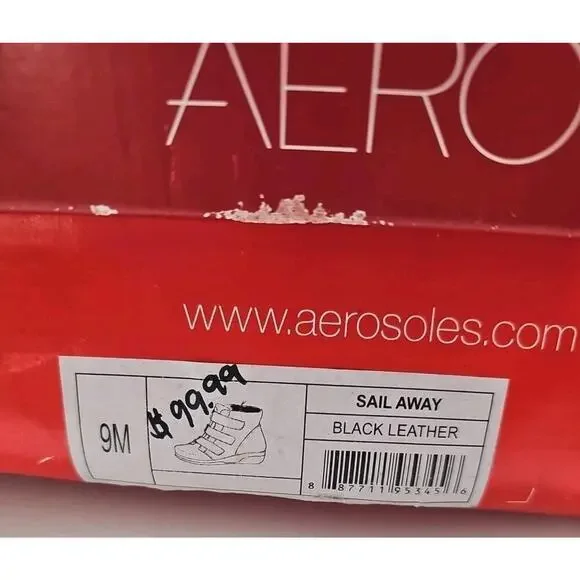 AERO
www.aerosoles.com
9M
$99.99
SAIL AWAY
BLACK LEATHER
8 87711 95345 6